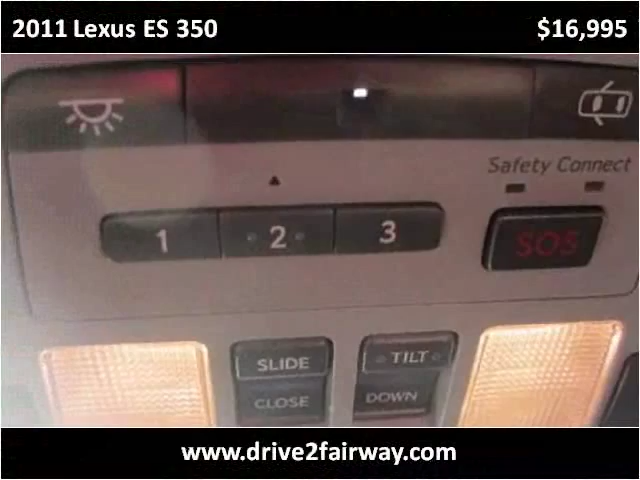 2011 Lexus ES 350 $16,995
Safety Connect
1 2 3 SOS
SLIDE TILT
CLOSE DOWN
www.drive2fairway.com